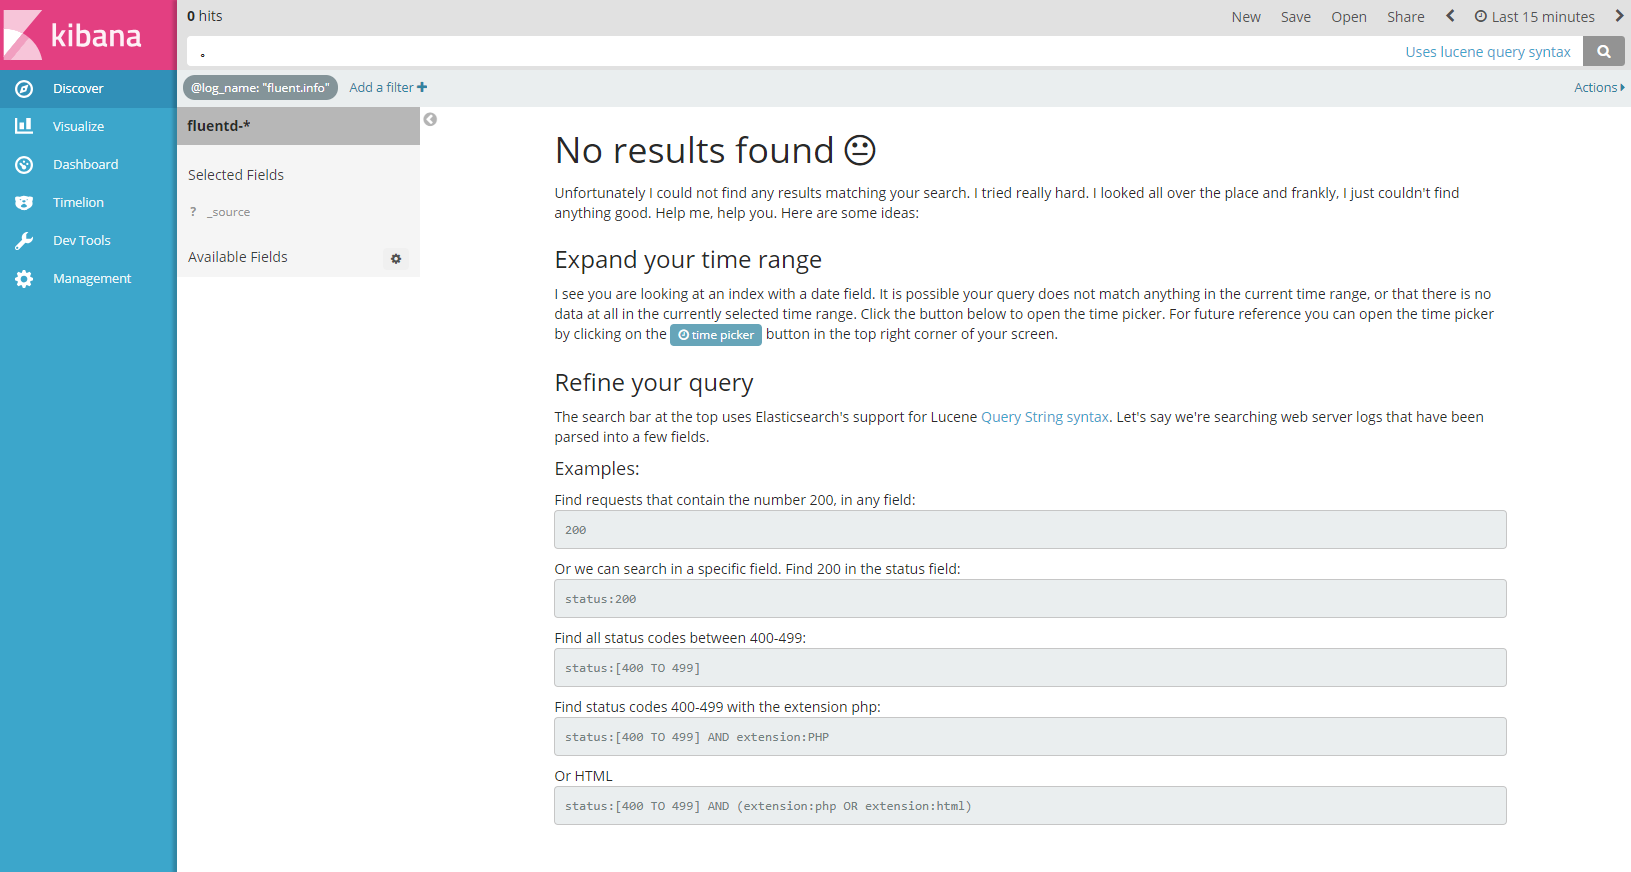 kibana
Discover
Visualize
Dashboard
Timelion
Dev Tools
Management
0 hits
New Save Open Share Last 15 minutes
Uses lucene query syntax
@log_name: "fluent.info" Add a filter
Actions
fluentd-*
Selected Fields
? _source
Available Fields
No results found
Unfortunately I could not find any results matching your search. I tried really hard. I looked all over the place and frankly, I just couldn't find
anything good. Help me, help you. Here are some ideas:
Expand your time range
I see you are looking at an index with a date field. It is possible your query does not match anything in the current time range, or that there is no
data at all in the currently selected time range. Click the button below to open the time picker. For future reference you can open the time picker
by clicking on the time picker button in the top right corner of your screen.
Refine your query
The search bar at the top uses Elasticsearch's support for Lucene Query String syntax. Let's say we're searching web server logs that have been
parsed into a few fields.
Examples:
Find requests that contain the number 200, in any field:
200
Or we can search in a specific field. Find 200 in the status field:
status:200
Find all status codes between 400-499:
status:[400 TO 499]
Find status codes 400-499 with the extension php:
status:[400 TO 499] AND extension:PHP
Or HTML
status:[400 TO 499] AND (extension:php OR extension:html)